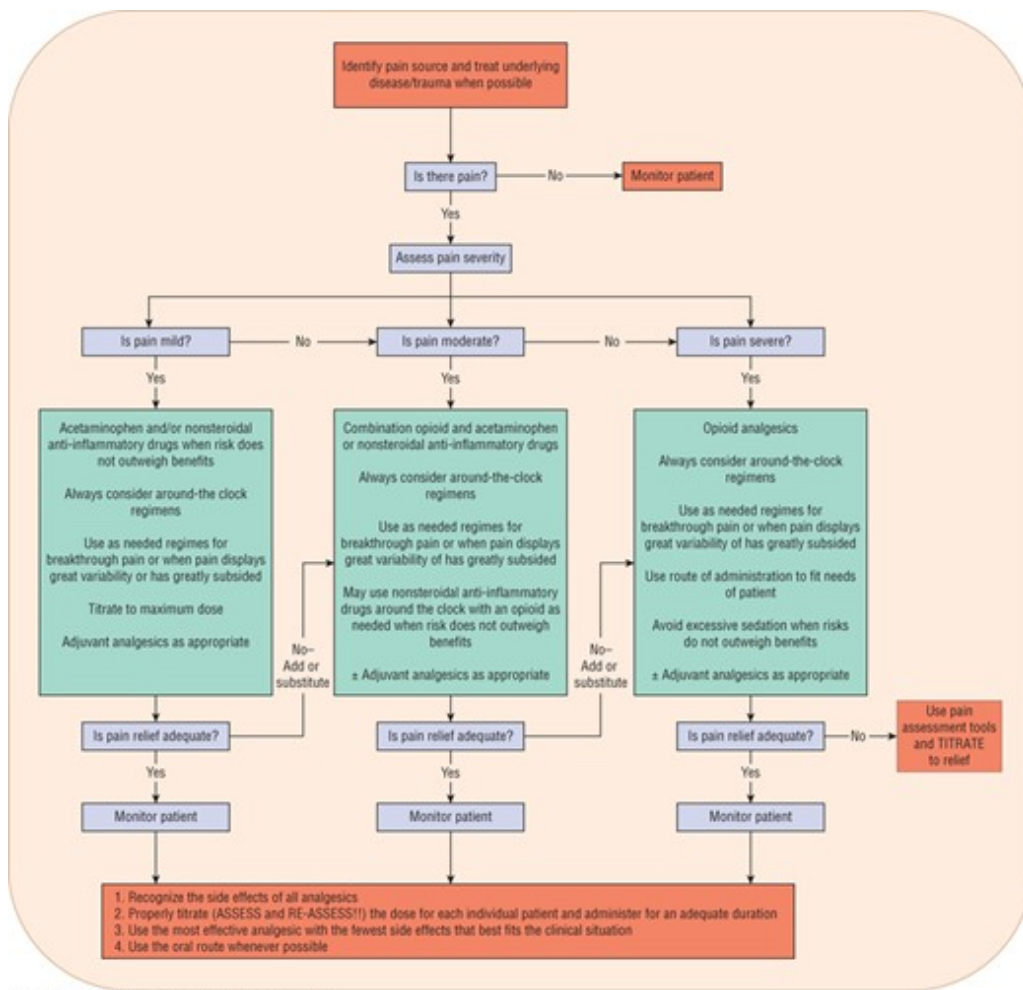 Identify pain source and treat underlying
disease/trauma when possible
Is there pain?
No
Monitor patient
Yes
Assess pain severity
Is pain mild?
No
Is pain moderate?
No
Is pain severe?
Yes
Yes
Yes
Acetaminophen and/or nonsteroidal
anti-inflammatory drugs when risk does
not outweigh benefits
Always consider around-the clock
regimens
Use as needed regimes for
breakthrough pain or when pain displays
great variability or has greatly subsided
Titrate to maximum dose
Adjuvant analgesics as appropriate
Combination opioid and acetaminophen
or nonsteroidal anti-inflammatory drugs
Always consider around-the-clock
regimens
Use as needed regimes for
breakthrough pain or when pain displays
great variability of has greatly subsided
May use nonsteroidal anti-inflammatory
drugs around the clock with an opioid as
needed when risk does not outweigh
benefits
± Adjuvant analgesics as appropriate
Opioid analgesics
Always consider around-the-clock
regimens
Use as needed regimes for
breakthrough pain or when pain displays
great variability of has greatly subsided
Use route of administration to fit needs
of patient
Avoid excessive sedation when risks
do not outweigh benefits
± Adjuvant analgesics as appropriate
No–
Add or
substitute
No–
Add or
substitute
Is pain relief adequate?
Is pain relief adequate?
Is pain relief adequate?
No
Use pain
assessment tools
and TITRATE
to relief
Yes
Yes
Yes
Monitor patient
Monitor patient
Monitor patient
1. Recognize the side effects of all analgesics
2. Properly titrate (ASSESS and RE-ASSESS!!) the dose for each individual patient and administer for an adequate duration
3. Use the most effective analgesic with the fewest side effects that best fits the clinical situation
4. Use the oral route whenever possible